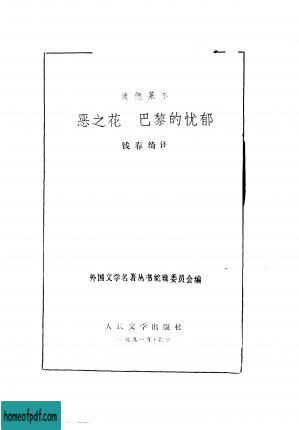 波德莱尔
恶之花 巴黎的忧郁
钱春绮译
外国文学名著丛书编辑委员会编
人民文学出版社
一九九一年·北京
homeofpdf.com